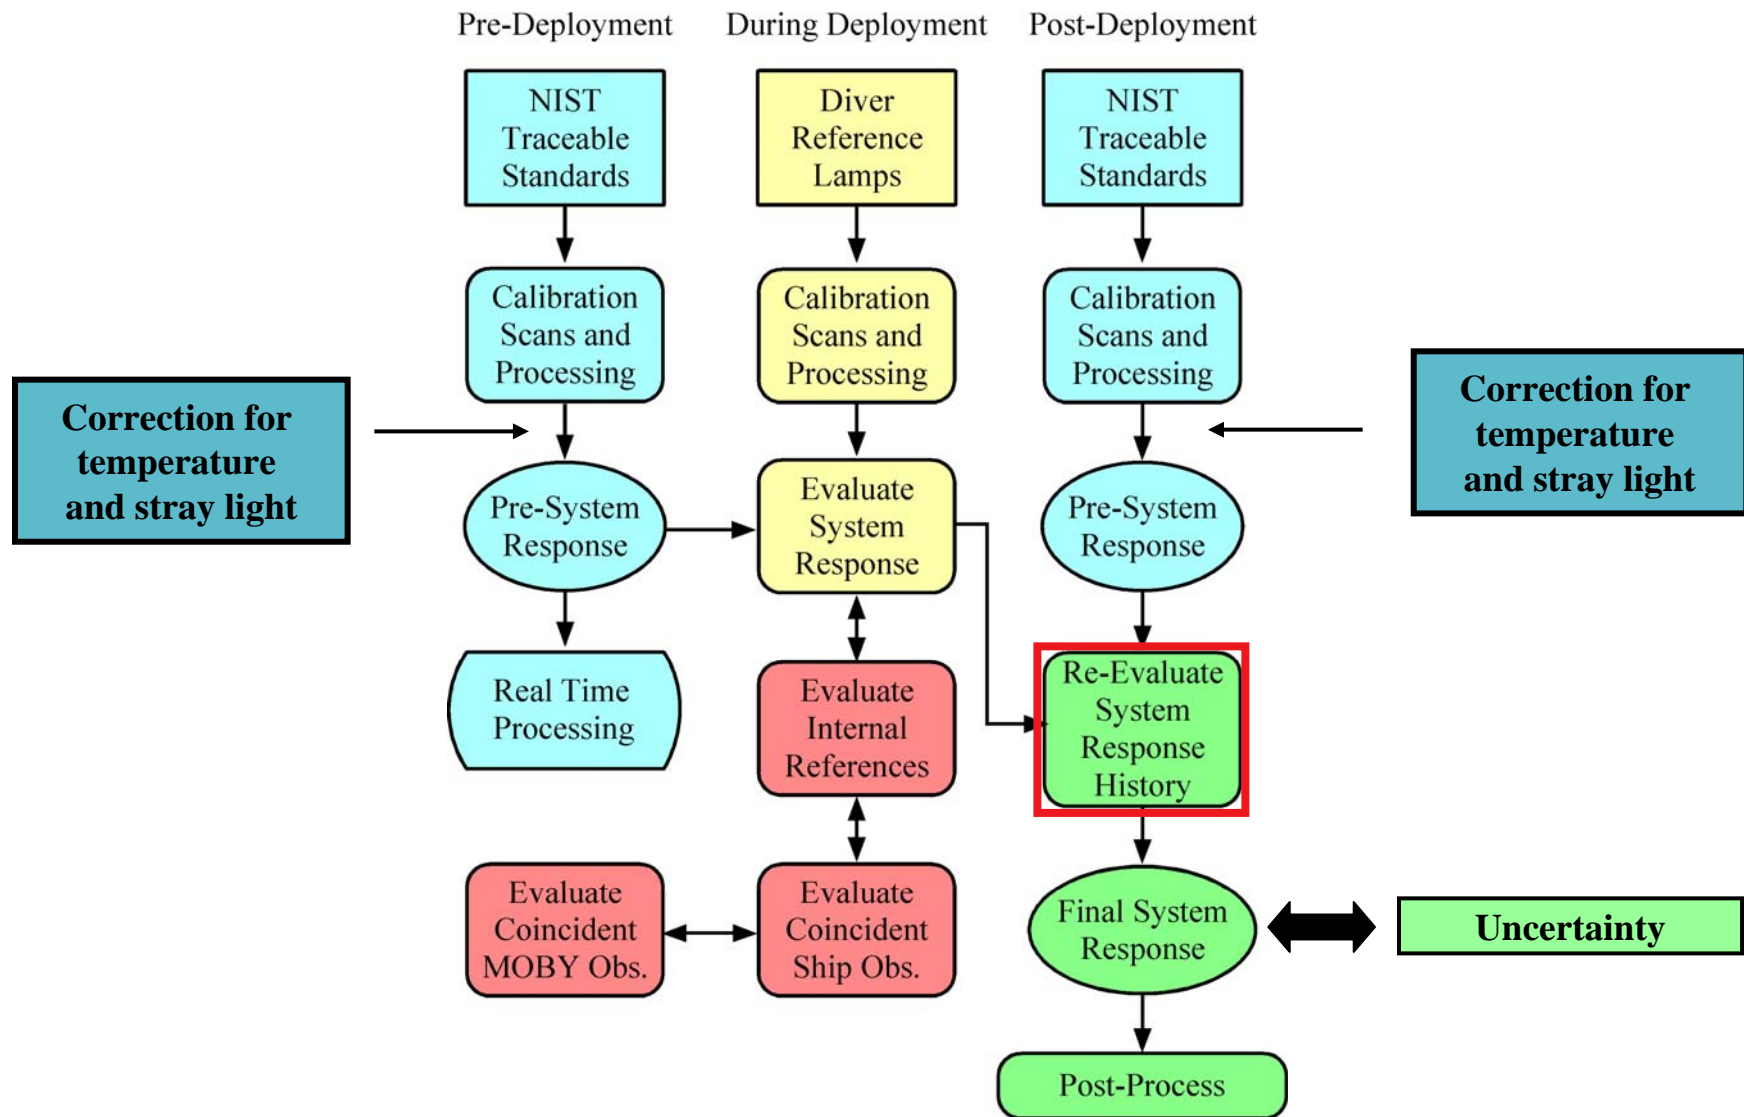 Pre-Deployment
During Deployment
Post-Deployment
NIST
Traceable
Standards
Diver
Reference
Lamps
NIST
Traceable
Standards
Calibration
Scans and
Processing
Calibration
Scans and
Processing
Calibration
Scans and
Processing
Correction for
temperature
and stray light
Correction for
temperature
and stray light
Pre-System
Response
Evaluate
System
Response
Pre-System
Response
Real Time
Processing
Evaluate
Internal
References
Re-Evaluate
System
Response
History
Evaluate
Coincident
MOBY Obs.
Evaluate
Coincident
Ship Obs.
Final System
Response
Uncertainty
Post-Process